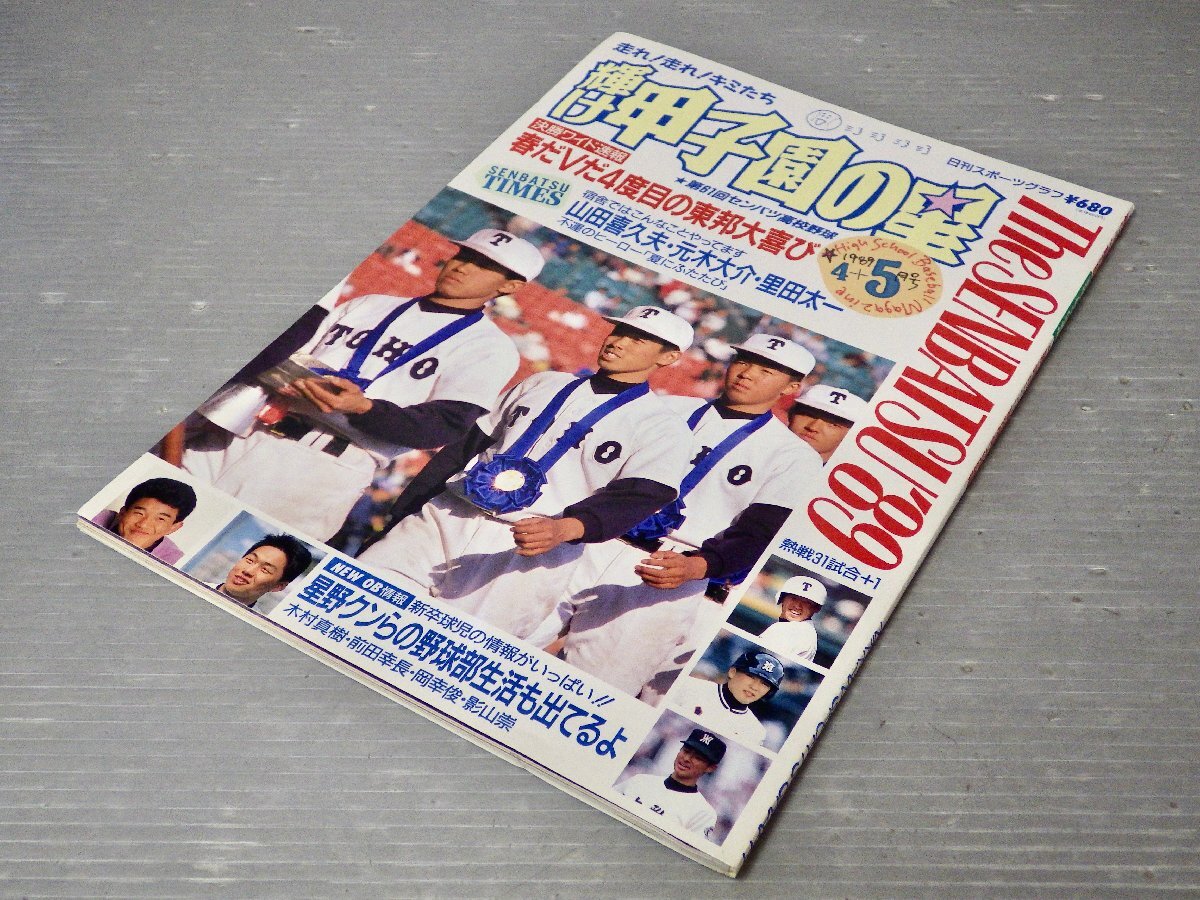 走れ!走れ!キミたち
輝け甲子園の星
日刊スポーツグラフ¥680
決勝ワイド速報
★第61回センバツ高校野球
春だVだ4度目の東邦大喜び
SENBATSU
TIMES
宿舎ではこんなことやってます
山田喜久夫・元木大介・里田太一
不運のヒーロー「夏にふたたび」
★High School Baseball Magazine
1989
4+5月号
The SENBATSU'89
熱戦31試合+1
T
TOHO
T
T
T
NEW OB情報
新卒球児の情報がいっぱい!!
星野クンらの野球部生活も出てるよ
木村真樹・前田幸長・岡幸俊・影山崇
T